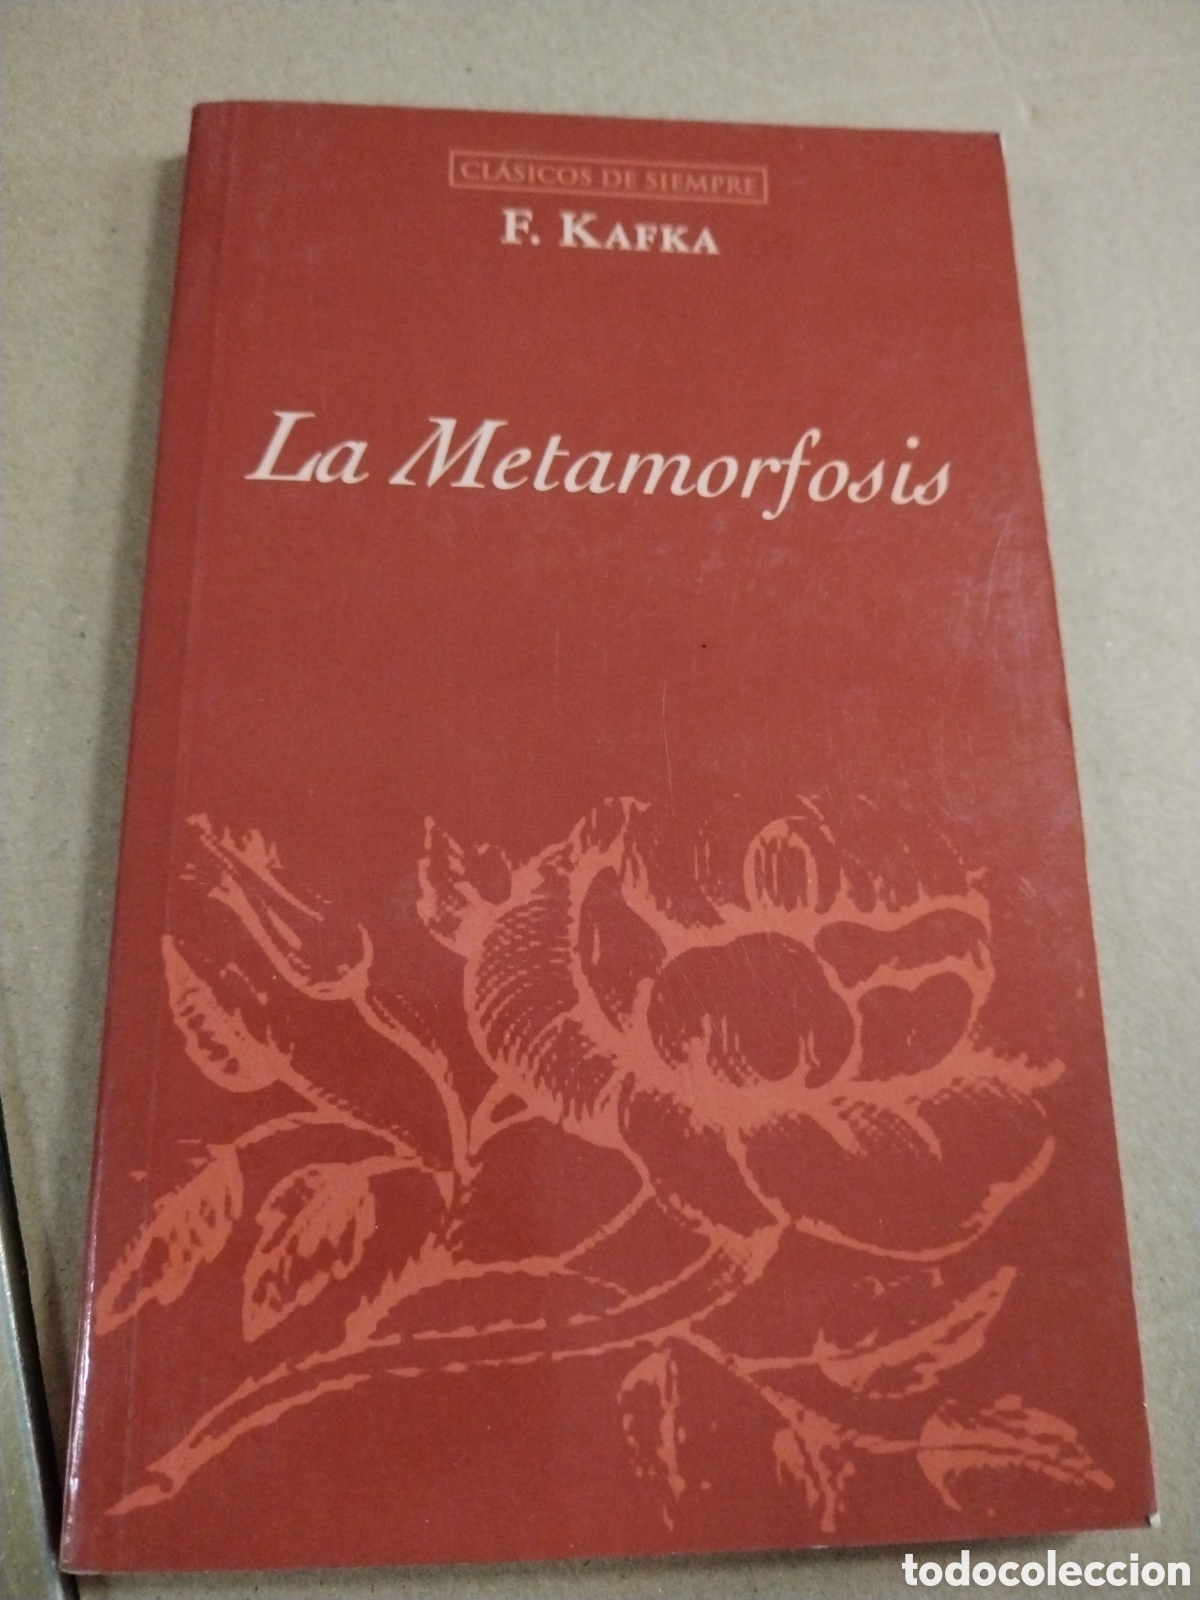 CLÁSICOS DE SIEMPRE
F. KAFKA
La Metamorfosis
todocoleccion